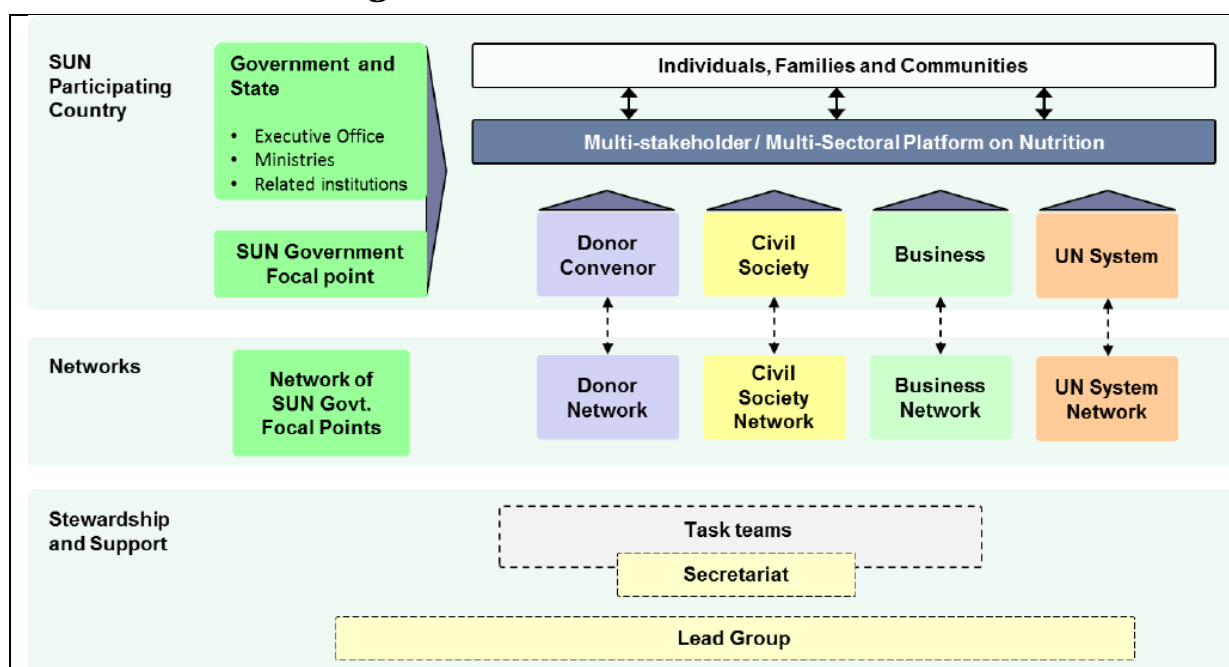 SUN
Participating
Country
Government and
State
• Executive Office
• Ministries
• Related institutions
SUN Government
Focal point
Individuals, Families and Communities
Multi-stakeholder / Multi-Sectoral Platform on Nutrition
Donor
Convenor
Civil
Society
Business
UN System
Networks
Network of
SUN Govt.
Focal Points
Donor
Network
Civil
Society
Network
Business
Network
UN System
Network
Stewardship
and Support
Task teams
Secretariat
Lead Group